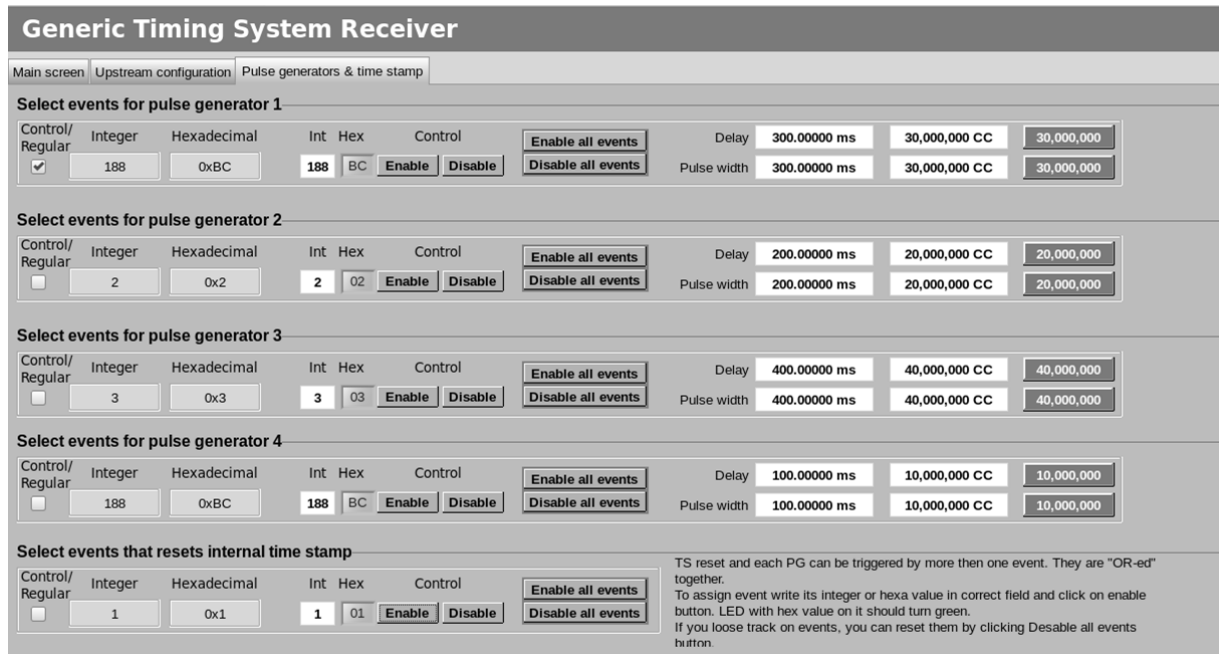 Generic Timing System Receiver
Main screen Upstream configuration Pulse generators & time stamp
Select events for pulse generator 1
Control/ Regular Integer Hexadecimal Int Hex Control Enable all events Delay 300.00000 ms 30,000,000 CC 30,000,000
188 0xBC 188 BC Enable Disable Disable all events Pulse width 300.00000 ms 30,000,000 CC 30,000,000
Select events for pulse generator 2
Control/ Regular Integer Hexadecimal Int Hex Control Enable all events Delay 200.00000 ms 20,000,000 CC 20,000,000
2 0x2 2 02 Enable Disable Disable all events Pulse width 200.00000 ms 20,000,000 CC 20,000,000
Select events for pulse generator 3
Control/ Regular Integer Hexadecimal Int Hex Control Enable all events Delay 400.00000 ms 40,000,000 CC 40,000,000
3 0x3 3 03 Enable Disable Disable all events Pulse width 400.00000 ms 40,000,000 CC 40,000,000
Select events for pulse generator 4
Control/ Regular Integer Hexadecimal Int Hex Control Enable all events Delay 100.00000 ms 10,000,000 CC 10,000,000
188 0xBC 188 BC Enable Disable Disable all events Pulse width 100.00000 ms 10,000,000 CC 10,000,000
Select events that resets internal time stamp
Control/ Regular Integer Hexadecimal Int Hex Control Enable all events
1 0x1 1 01 Enable Disable Disable all events
TS reset and each PG can be triggered by more then one event. They are "OR-ed"
together.
To assign event write its integer or hexa value in correct field and click on enable
button. LED with hex value on it should turn green.
If you loose track on events, you can reset them by clicking Desable all events
button.